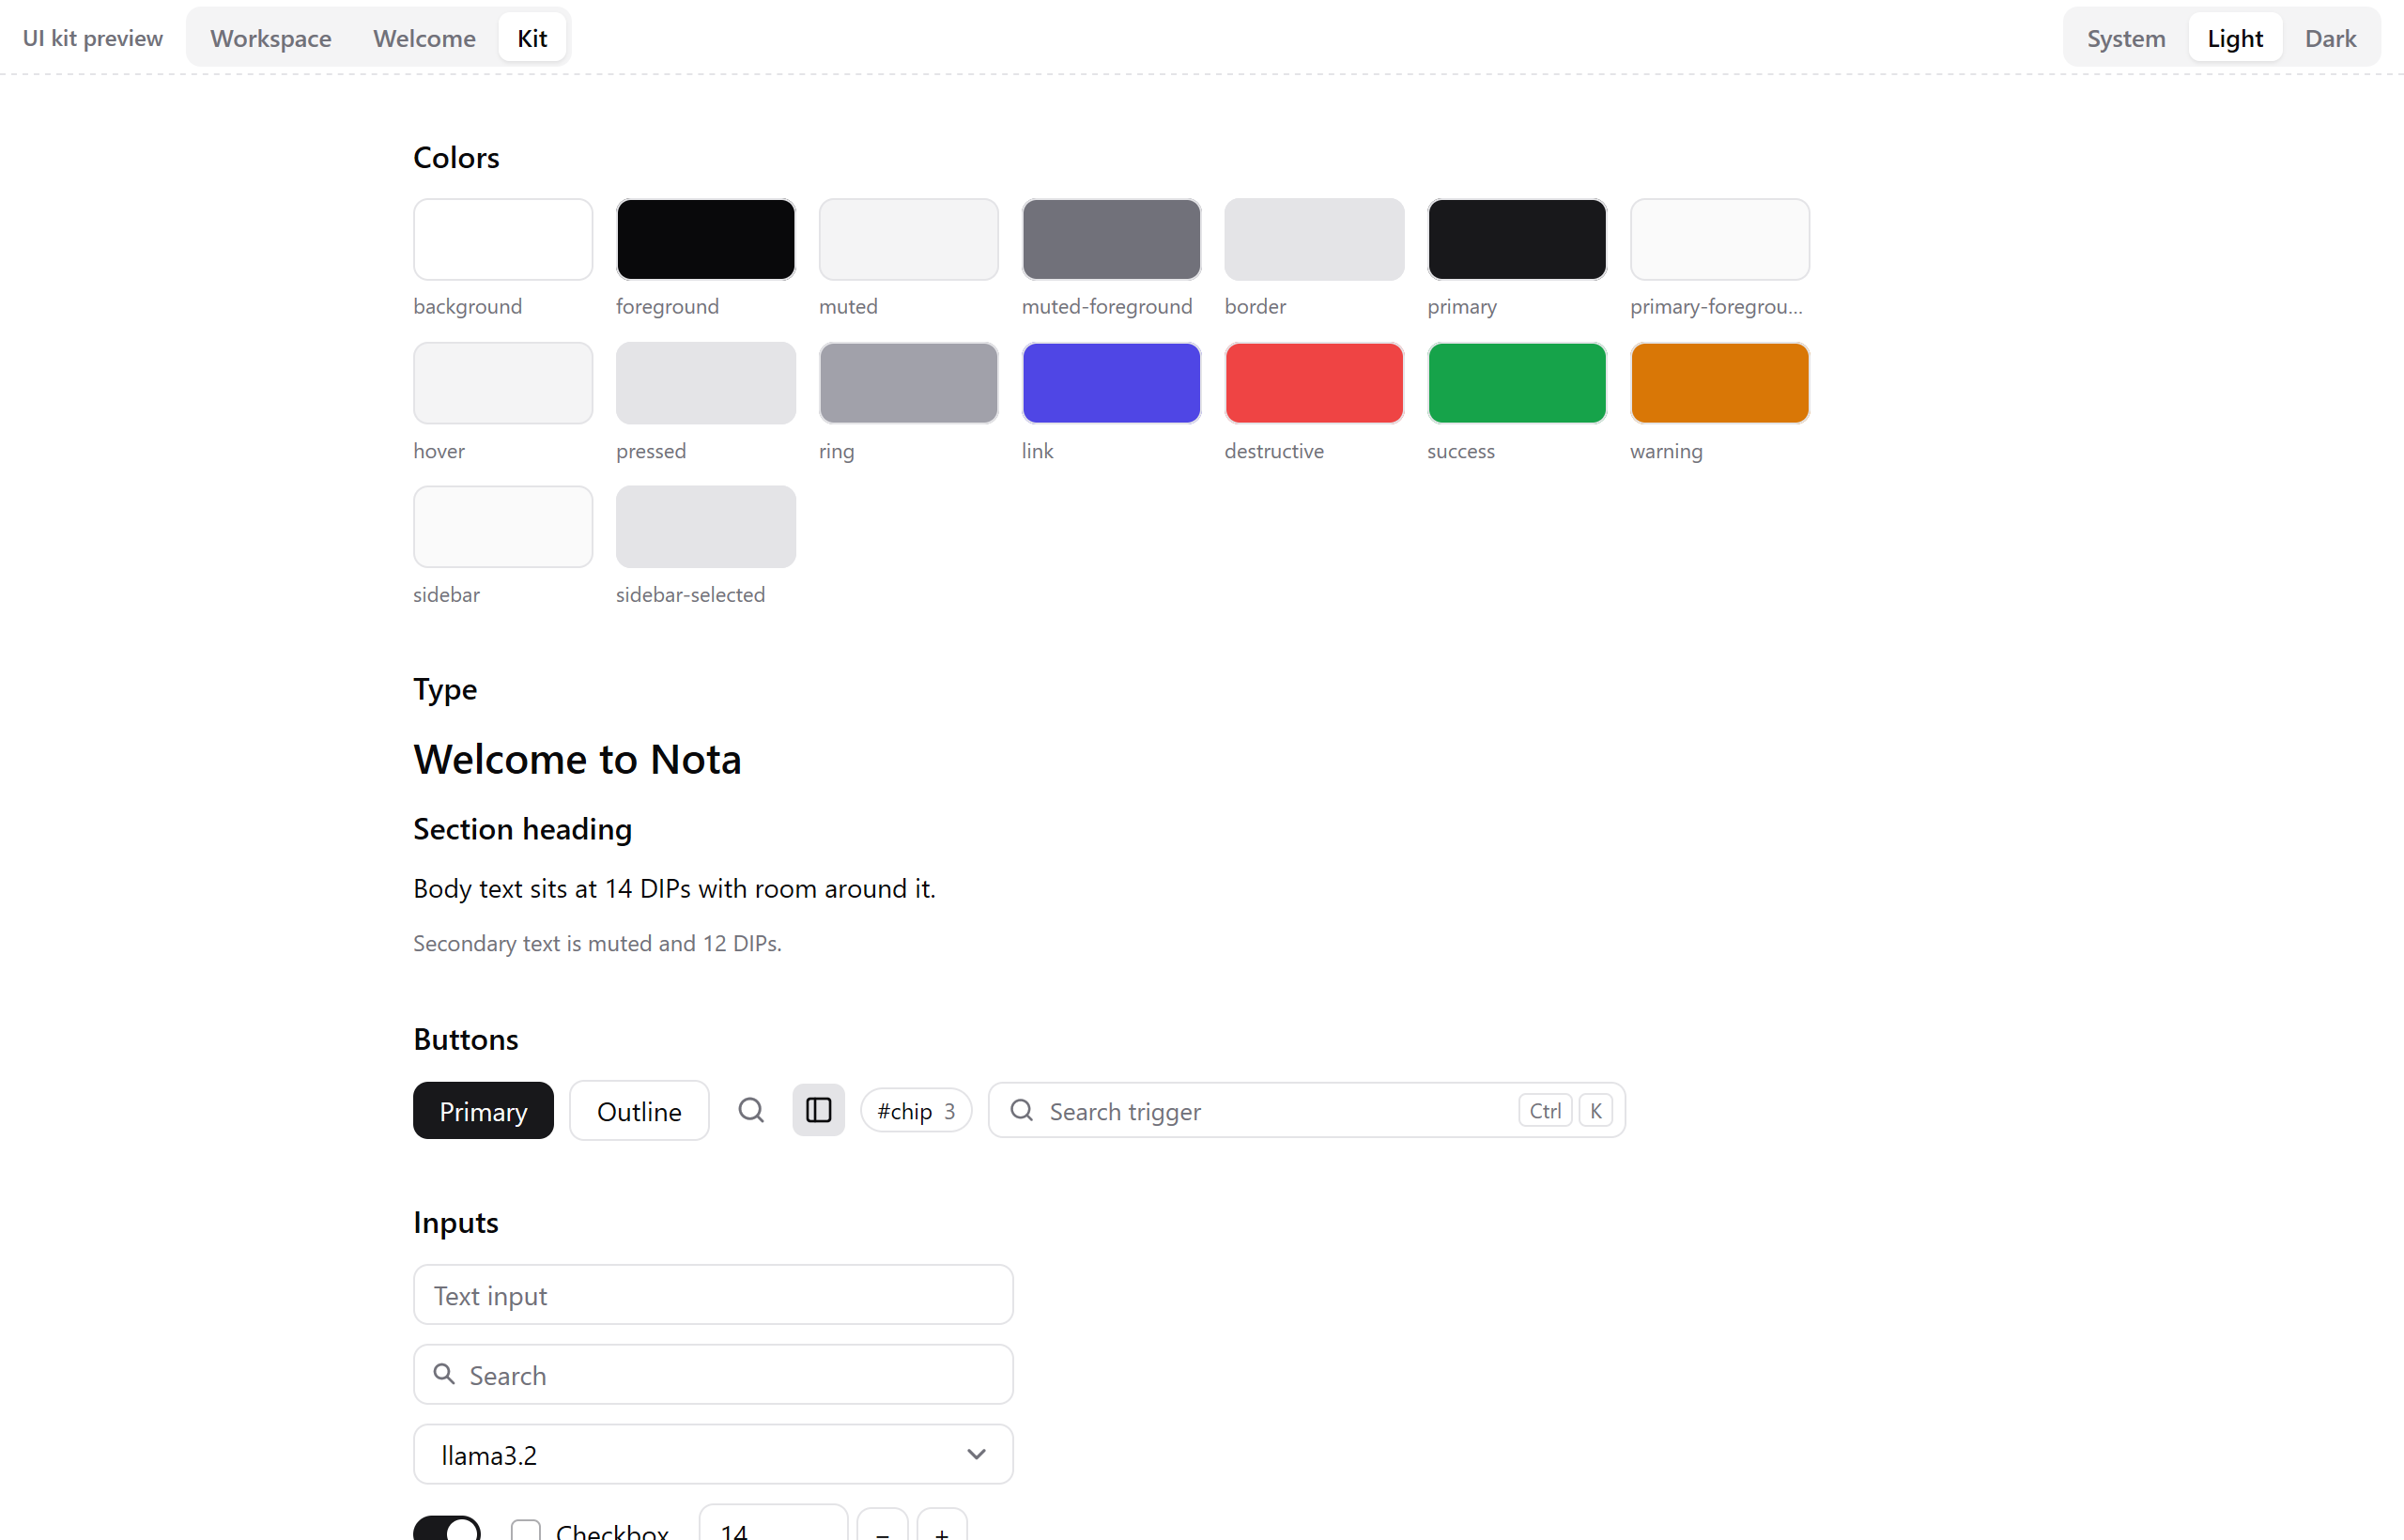 UI kit preview Workspace Welcome Kit System Light Dark
Colors
background foreground muted muted-foreground border primary primary-foregrou...
hover pressed ring link destructive success warning
sidebar sidebar-selected
Type
Welcome to Nota
Section heading
Body text sits at 14 DIPs with room around it.
Secondary text is muted and 12 DIPs.
Buttons
Primary Outline #chip 3 Search trigger Ctrl K
Inputs
Text input
Search
llama3.2
Checkbox 14 − +